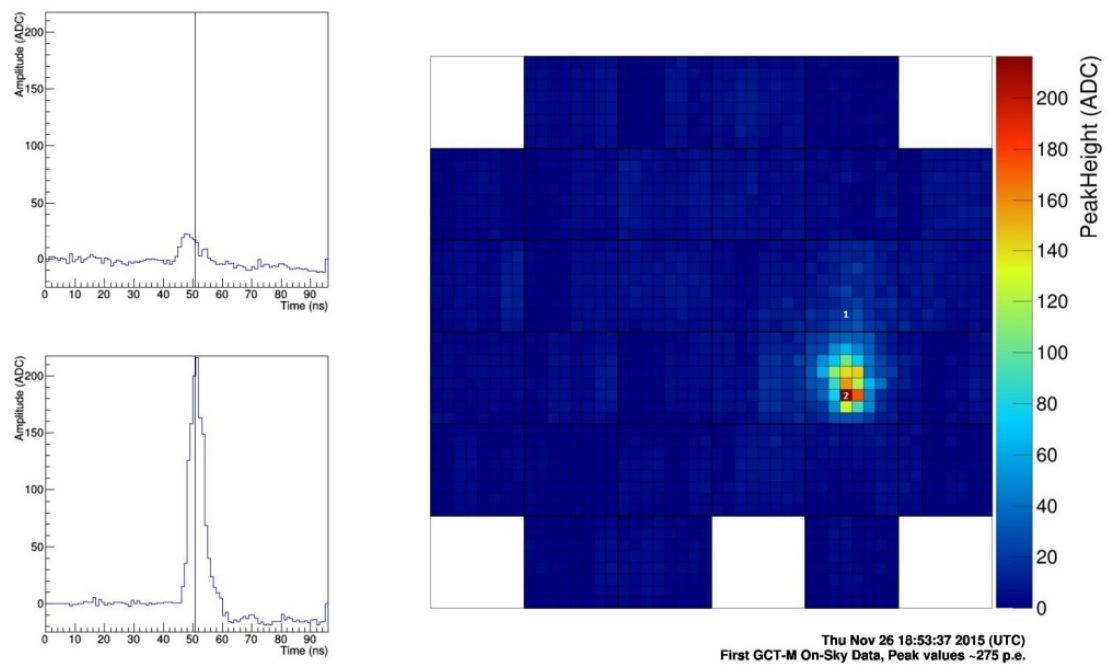 Amplitude (ADC)
200
150
100
50
0
0 10 20 30 40 50 60 70 80 90
Time (ns)
Amplitude (ADC)
200
150
100
50
0
0 10 20 30 40 50 60 70 80 90
Time (ns)
1
2
200
180
160
140
120
100
80
60
40
20
0
PeakHeight (ADC)
Thu Nov 26 18:53:37 2015 (UTC)
First GCT-M On-Sky Data, Peak values ~275 p.e.